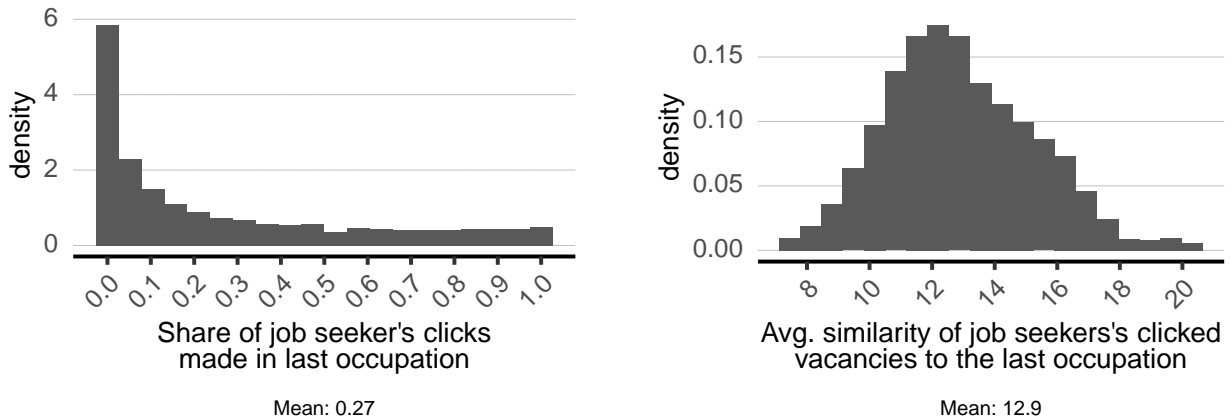 6
4
2
0
density
0.0 0.1 0.2 0.3 0.4 0.5 0.6 0.7 0.8 0.9 1.0
Share of job seeker's clicks
made in last occupation
Mean: 0.27
0.15
0.10
0.05
0.00
density
8 10 12 14 16 18 20
Avg. similarity of job seekers's clicked
vacancies to the last occupation
Mean: 12.9